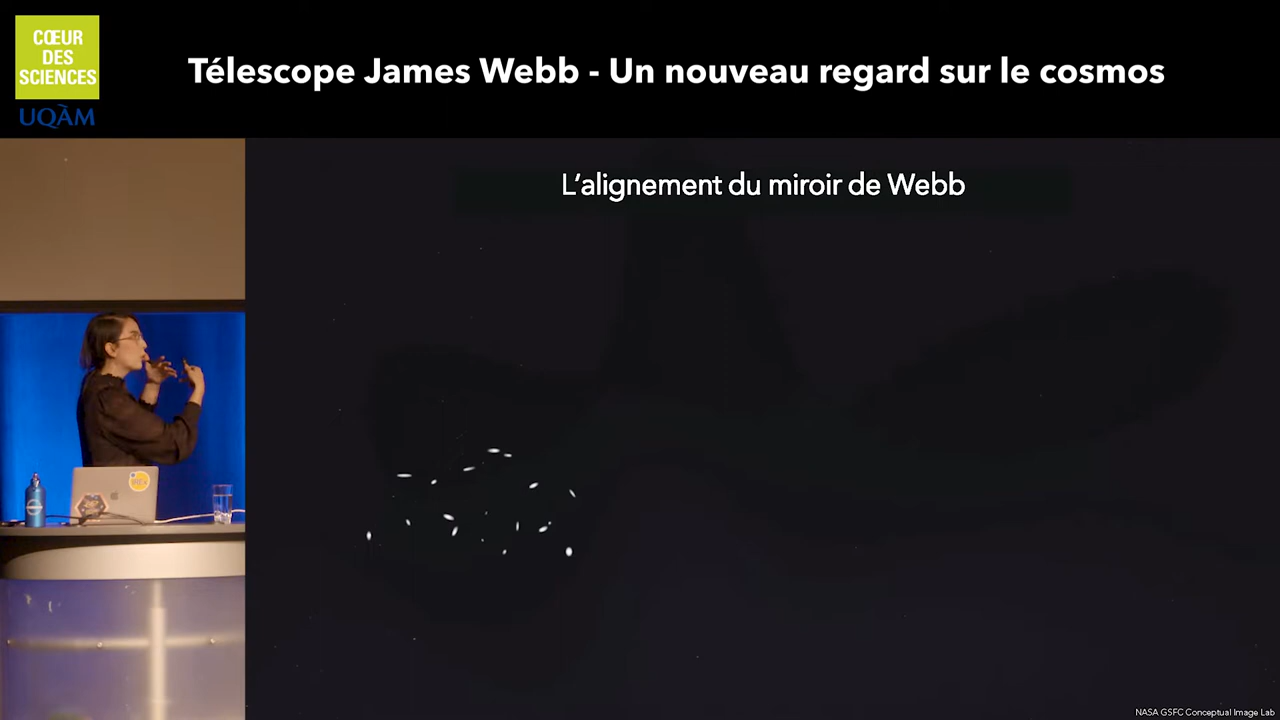 CŒUR
DES
SCIENCES
UQÀM
Télescope James Webb - Un nouveau regard sur le cosmos
L'alignement du miroir de Webb
NASA GSFC Conceptual Image Lab